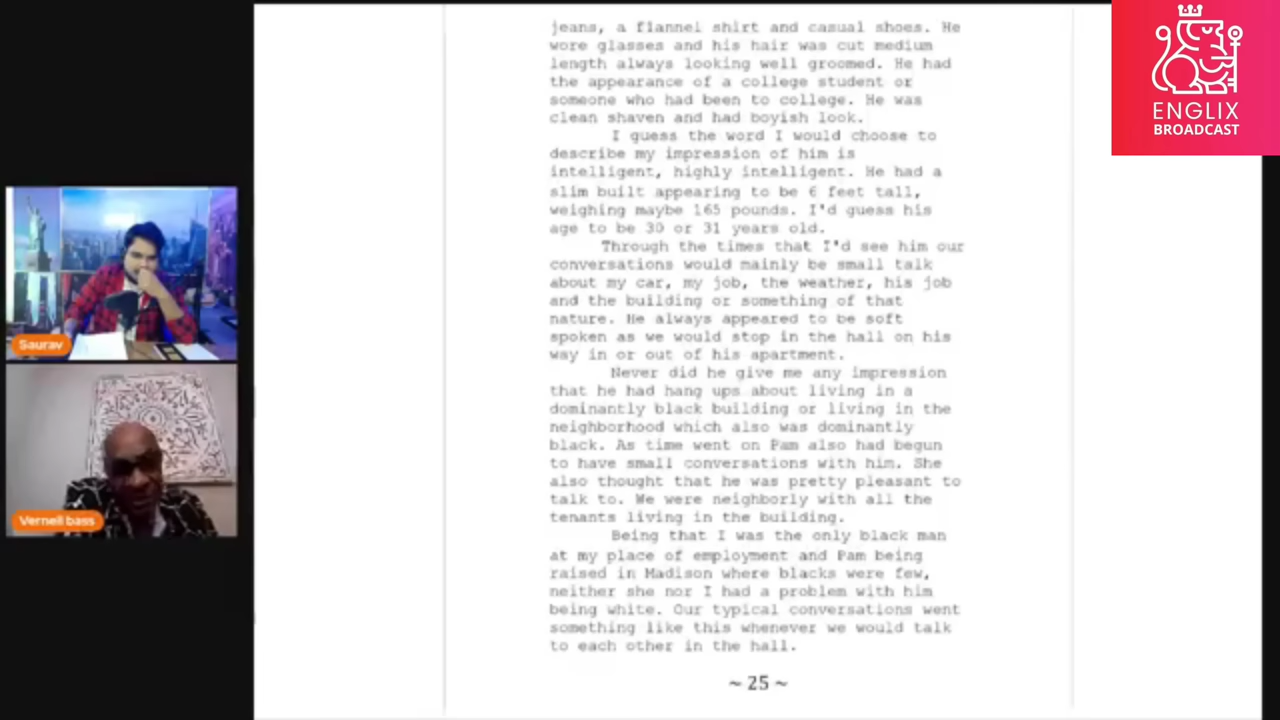 jeans, a flannel shirt and casual shoes. He
wore glasses and his hair was cut medium
length always looking well groomed. He had
the appearance of a college student or
someone who had been to college. He was
clean shaven and had boyish look.
I guess the word I would choose to
describe my impression of him is
intelligent, highly intelligent. He had a
slim built appearing to be 6 feet tall,
weighing maybe 165 pounds. I'd guess his
age to be 30 or 31 years old.
Through the times that I'd see him our
conversations would mainly be small talk
about my car, my job, the weather, his job
and the building or something of that
nature. He always appeared to be soft
spoken as we would stop in the hall on his
way in or out of his apartment.
Never did he give me any impression
that he had hang ups about living in a
dominantly black building or living in the
neighborhood which also was dominantly
black. As time went on Pam also had begun
to have small conversations with him. She
also thought that he was pretty pleasant to
talk to. We were neighborly with all the
tenants living in the building.
Being that I was the only black man
at my place of employment and Pam being
raised in Madison where blacks were few,
neither she nor I had a problem with him
being white. Our typical conversations went
something like this whenever we would talk
to each other in the hall.
~ 25 ~
Saurav
Vernell bass
ENGLIX
BROADCAST